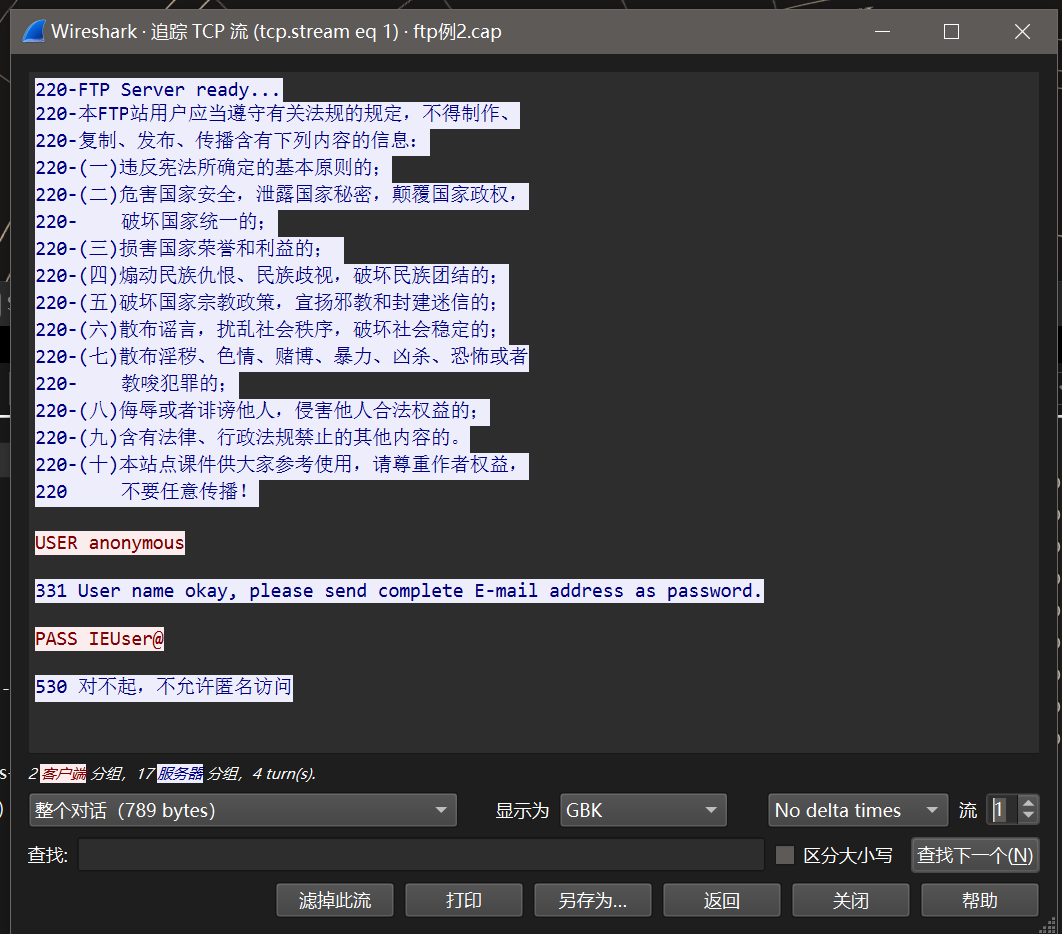 Wireshark · 追踪 TCP 流 (tcp.stream eq 1) · ftp例2.cap
220-FTP Server ready...
220-本FTP站用户应当遵守有关法规的规定，不得制作、
220-复制、发布、传播含有下列内容的信息：
220-(一)违反宪法所确定的基本原则的；
220-(二)危害国家安全，泄露国家秘密，颠覆国家政权，
220-    破坏国家统一的；
220-(三)损害国家荣誉和利益的；
220-(四)煽动民族仇恨、民族歧视，破坏民族团结的；
220-(五)破坏国家宗教政策，宣扬邪教和封建迷信的；
220-(六)散布谣言，扰乱社会秩序，破坏社会稳定的；
220-(七)散布淫秽、色情、赌博、暴力、凶杀、恐怖或者
220-    教唆犯罪的；
220-(八)侮辱或者诽谤他人，侵害他人合法权益的；
220-(九)含有法律、行政法规禁止的其他内容的。
220-(十)本站点课件供大家参考使用，请尊重作者权益，
220     不要任意传播！
USER anonymous
331 User name okay, please send complete E-mail address as password.
PASS IEUser@
530 对不起，不允许匿名访问
2 客户端 分组，17 服务器 分组，4 turn(s).
整个对话（789 bytes） 显示为 GBK No delta times 流 1
查找: 区分大小写 查找下一个(N)
滤掉此流 打印 另存为... 返回 关闭 帮助